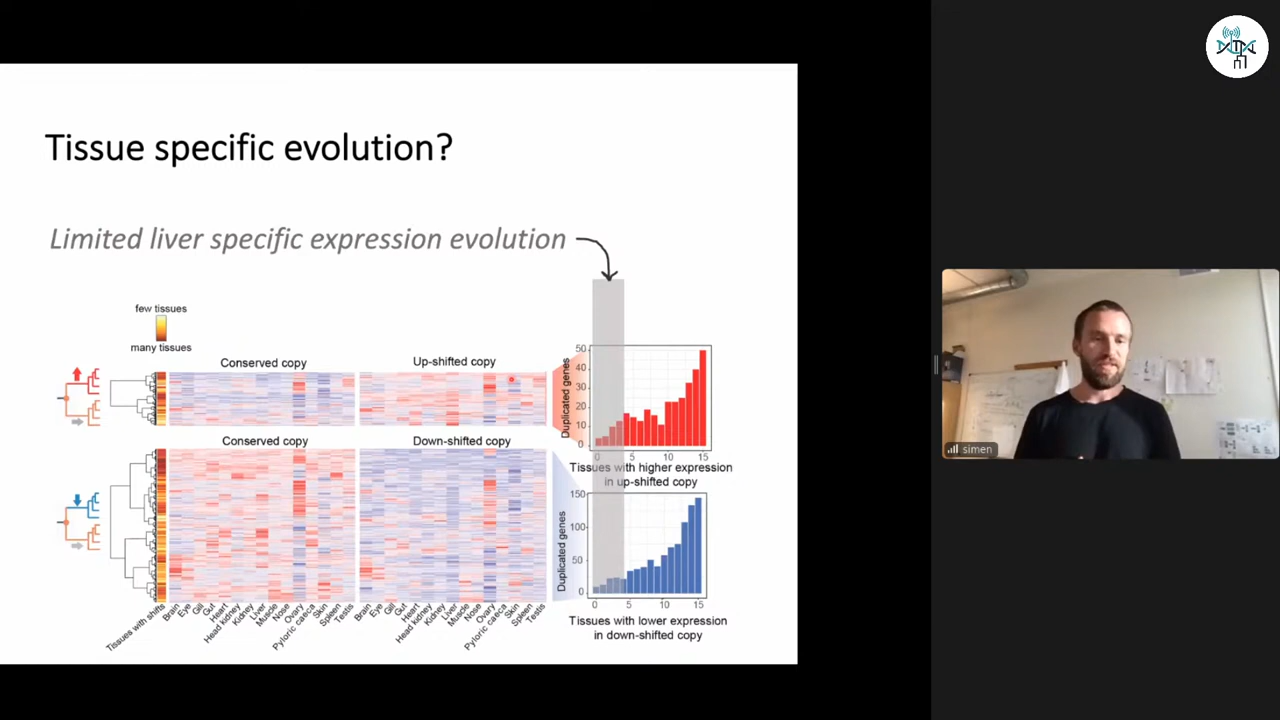 Tissue specific evolution?
Limited liver specific expression evolution
few tissues
many tissues
Conserved copy
Up-shifted copy
Conserved copy
Down-shifted copy
Tissues with shifts
Brain
Eye
Gill
Gut
Heart
Head kidney
Kidney
Liver
Muscle
Nose
Ovary
Pyloric caeca
Skin
Spleen
Testis
Brain
Eye
Gill
Gut
Heart
Head kidney
Kidney
Liver
Muscle
Nose
Ovary
Pyloric caeca
Skin
Spleen
Testis
Duplicated genes
50
40
30
20
10
0
0 5 10 15
Tissues with higher expression
in up-shifted copy
Duplicated genes
150
100
50
0
0 5 10 15
Tissues with lower expression
in down-shifted copy
simen